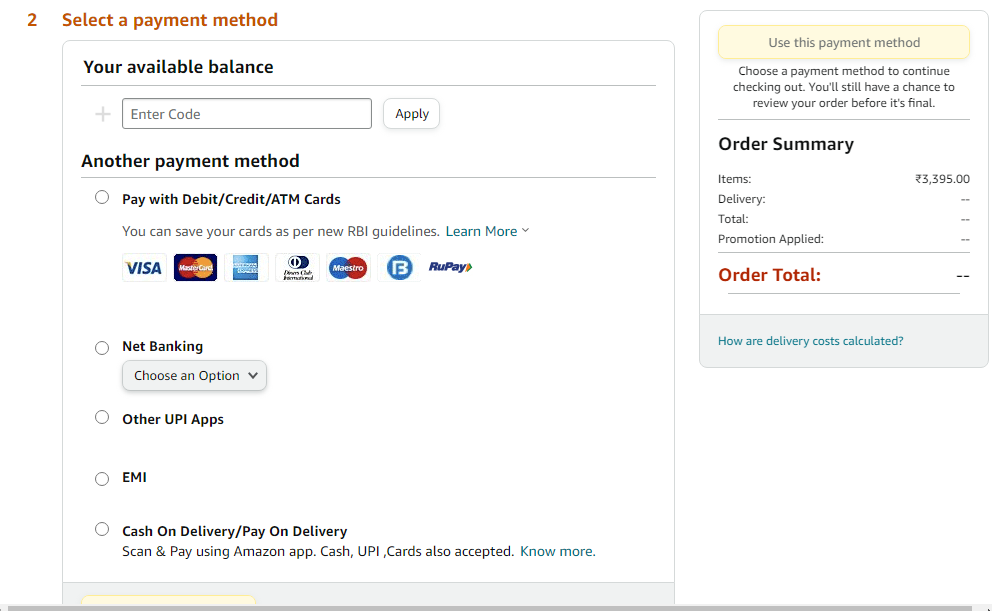 2 Select a payment method
Your available balance
Enter Code
Apply
Another payment method
Pay with Debit/Credit/ATM Cards
You can save your cards as per new RBI guidelines. Learn More
VISA
MasterCard
AMERICAN EXPRESS
Diners Club
International
Maestro
B
RuPay
Net Banking
Choose an Option
Other UPI Apps
EMI
Cash On Delivery/Pay On Delivery
Scan & Pay using Amazon app. Cash, UPI ,Cards also accepted. Know more.
Use this payment method
Choose a payment method to continue
checking out. You'll still have a chance to
review your order before it's final.
Order Summary
Items: ₹3,395.00
Delivery: --
Total: --
Promotion Applied: --
Order Total: --
How are delivery costs calculated?